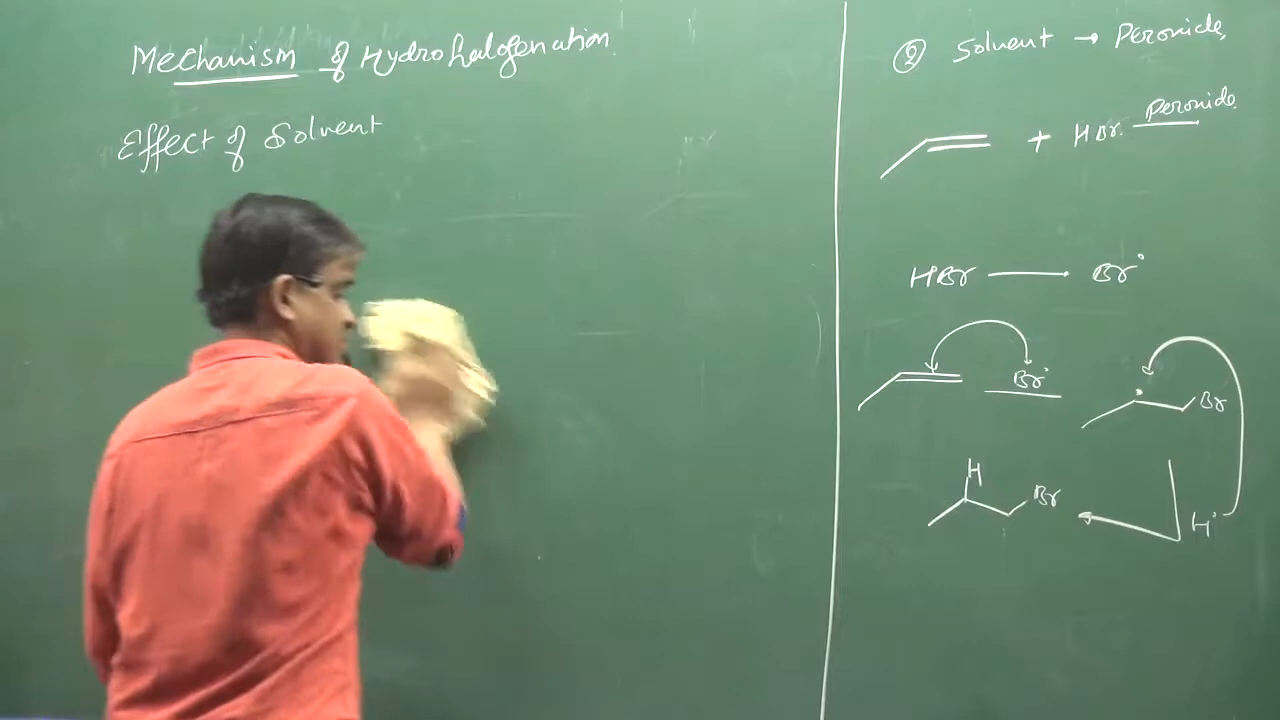 Mechanism of Hydrohalogenation
Effect of Solvent
② Solvent → Peroxide,
+ HBr Peroxide
HBr —— Br•
Br•
Br
H
Br
H•